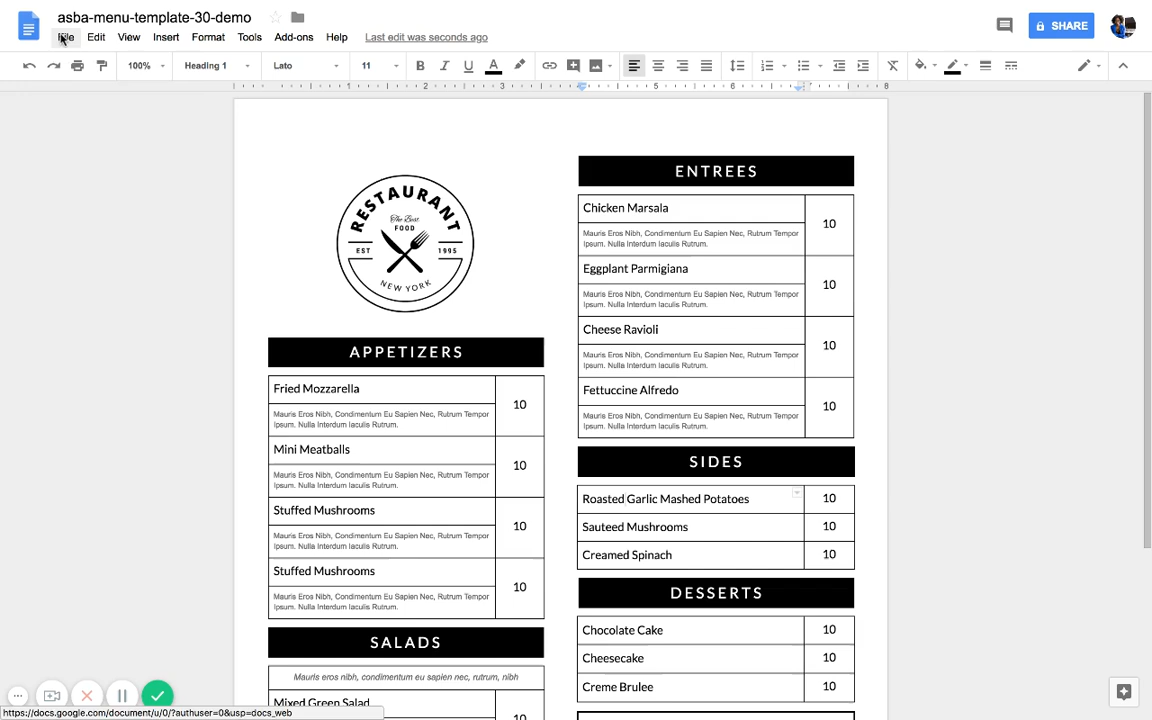 asba-menu-template-30-demo
SHARE
File Edit View Insert Format Tools Add-ons Help Last edit was seconds ago
100% Heading 1 Lato 11
1 2 3 5 6 7 8
RESTAURANT
The Best
FOOD
EST 1995
NEW YORK
APPETIZERS
Fried Mozzarella
10
Mauris Eros Nibh, Condimentum Eu Sapien Nec, Rutrum Tempor
Ipsum. Nulla Interdum Iaculis Rutrum.
Mini Meatballs
10
Mauris Eros Nibh, Condimentum Eu Sapien Nec, Rutrum Tempor
Ipsum. Nulla Interdum Iaculis Rutrum.
Stuffed Mushrooms
10
Mauris Eros Nibh, Condimentum Eu Sapien Nec, Rutrum Tempor
Ipsum. Nulla Interdum Iaculis Rutrum.
Stuffed Mushrooms
10
Mauris Eros Nibh, Condimentum Eu Sapien Nec, Rutrum Tempor
Ipsum. Nulla Interdum Iaculis Rutrum.
SALADS
Mauris eros nibh, condimentum eu sapien nec, rutrum, nibh
Mixed Green Salad
10
ENTREES
Chicken Marsala
10
Mauris Eros Nibh, Condimentum Eu Sapien Nec, Rutrum Tempor
Ipsum. Nulla Interdum Iaculis Rutrum.
Eggplant Parmigiana
10
Mauris Eros Nibh, Condimentum Eu Sapien Nec, Rutrum Tempor
Ipsum. Nulla Interdum Iaculis Rutrum.
Cheese Ravioli
10
Mauris Eros Nibh, Condimentum Eu Sapien Nec, Rutrum Tempor
Ipsum. Nulla Interdum Iaculis Rutrum.
Fettuccine Alfredo
10
Mauris Eros Nibh, Condimentum Eu Sapien Nec, Rutrum Tempor
Ipsum. Nulla Interdum Iaculis Rutrum.
SIDES
Roasted Garlic Mashed Potatoes 10
Sauteed Mushrooms 10
Creamed Spinach 10
DESSERTS
Chocolate Cake 10
Cheesecake 10
Creme Brulee 10
https://docs.google.com/document/u/0/?authuser=0&usp=docs_web